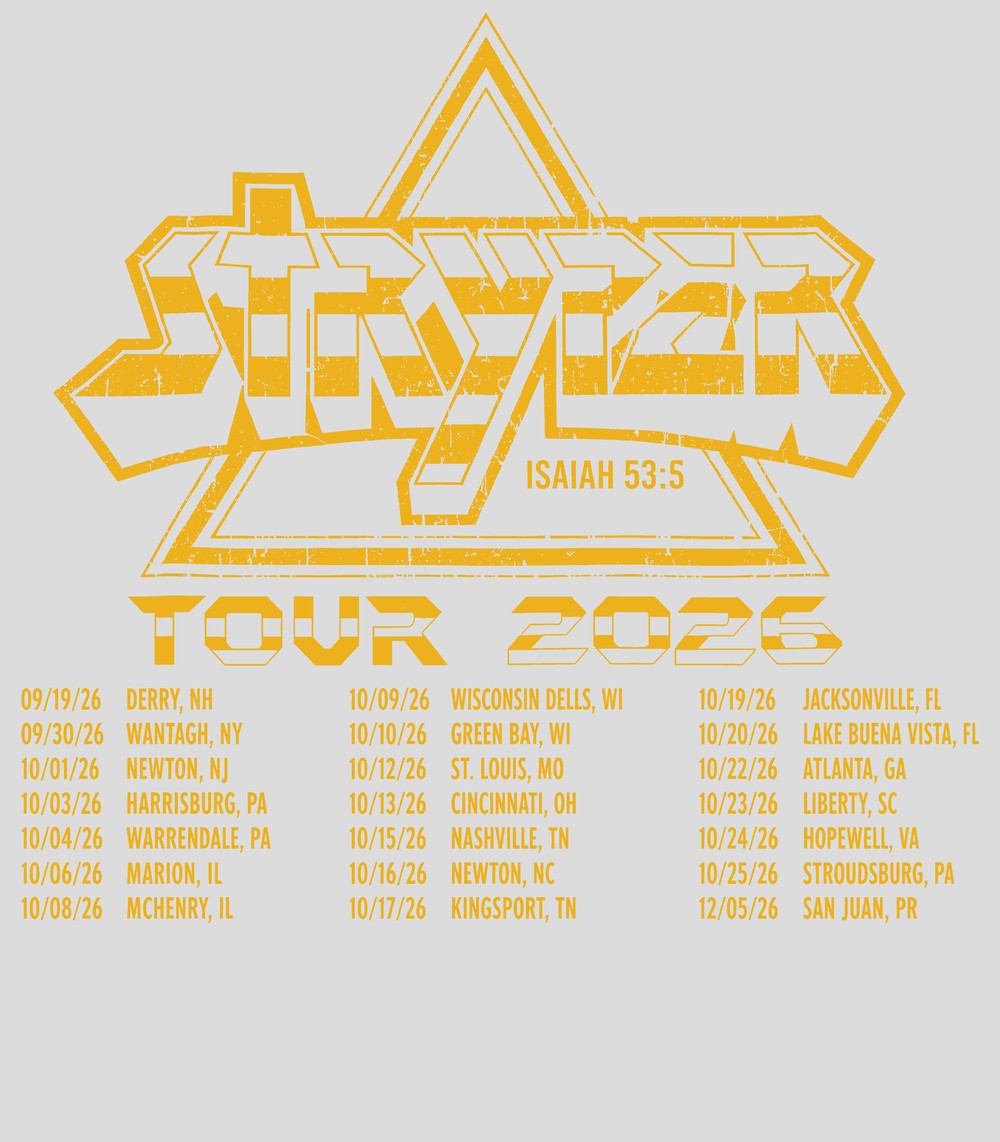 STRYPER
ISAIAH 53:5
TOUR 2026
09/19/26 DERRY, NH
09/30/26 WANTAGH, NY
10/01/26 NEWTON, NJ
10/03/26 HARRISBURG, PA
10/04/26 WARRENDALE, PA
10/06/26 MARION, IL
10/08/26 MCHENRY, IL
10/09/26 WISCONSIN DELLS, WI
10/10/26 GREEN BAY, WI
10/12/26 ST. LOUIS, MO
10/13/26 CINCINNATI, OH
10/15/26 NASHVILLE, TN
10/16/26 NEWTON, NC
10/17/26 KINGSPORT, TN
10/19/26 JACKSONVILLE, FL
10/20/26 LAKE BUENA VISTA, FL
10/22/26 ATLANTA, GA
10/23/26 LIBERTY, SC
10/24/26 HOPEWELL, VA
10/25/26 STROUDSBURG, PA
12/05/26 SAN JUAN, PR